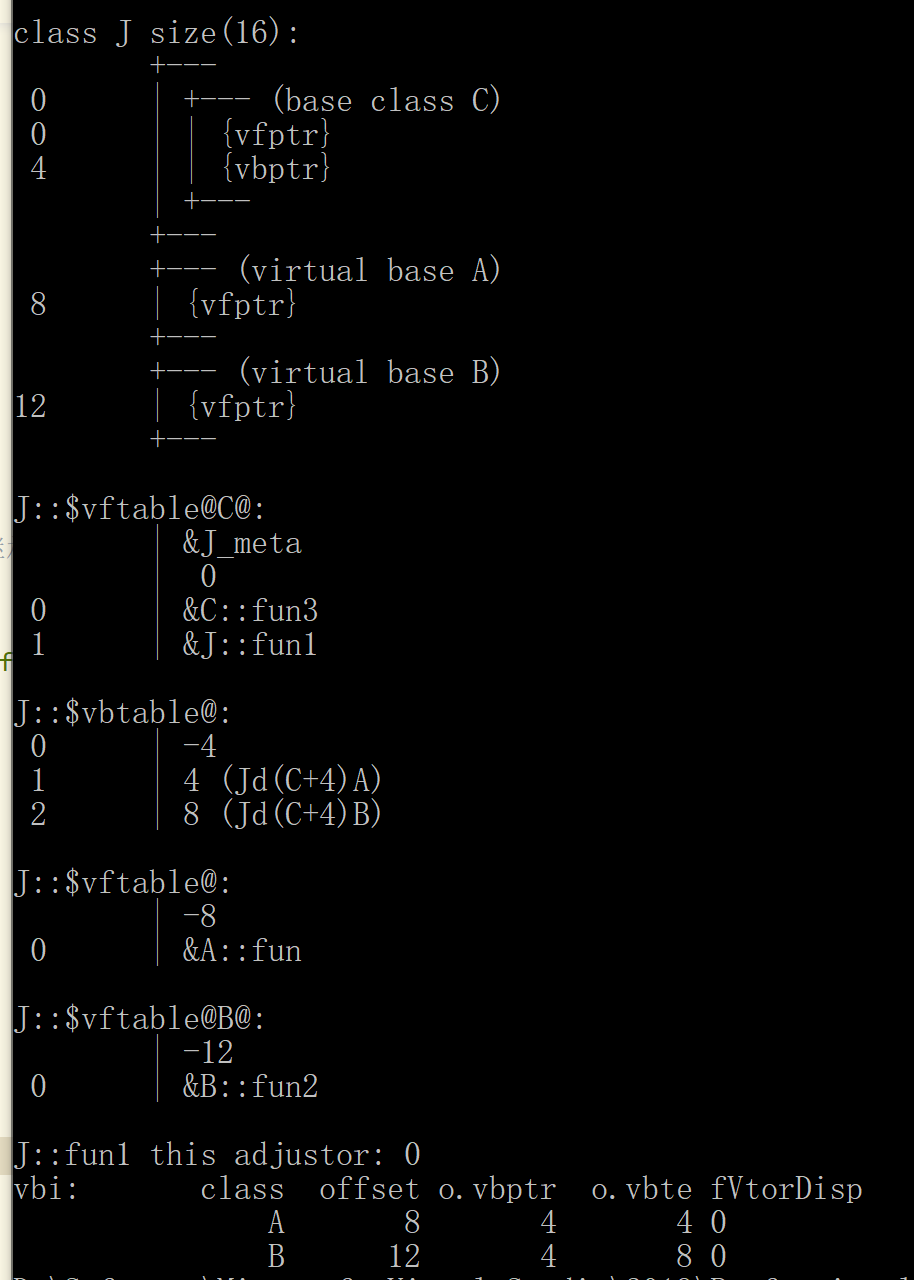 class J size(16):
        +---
 0      | +--- (base class C)
 0      | | {vfptr}
 4      | | {vbptr}
        | +---
        +---
        +--- (virtual base A)
 8      | {vfptr}
        +---
        +--- (virtual base B)
12      | {vfptr}
        +---
J::$vftable@C@:
        | &J_meta
        |  0
 0      | &C::fun3
 1      | &J::fun1
J::$vbtable@:
 0      | -4
 1      | 4 (Jd(C+4)A)
 2      | 8 (Jd(C+4)B)
J::$vftable@:
        | -8
 0      | &A::fun
J::$vftable@B@:
        | -12
 0      | &B::fun2
J::fun1 this adjustor: 0
vbi:       class  offset o.vbptr  o.vbte fVtorDisp
               A       8       4       4 0
               B      12       4       8 0